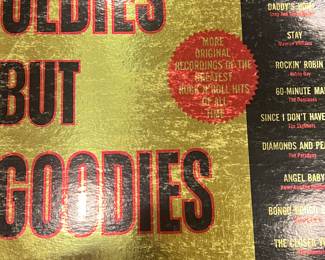 OLDIES
BUT
GOODIES
MORE
ORIGINAL
RECORDINGS OF THE
GREATEST
ROCK 'N ROLL HITS
OF ALL
TIME
DADDY'S HOME
STAY
Maurice Williams
ROCKIN' ROBIN
Bobby Day
60-MINUTE MA
The Dominoes
SINCE I DON'T HAVE
The Skyliners
DIAMONDS AND PEA
The Paradons
ANGEL BABY
BONGO
THE CLOSER Y